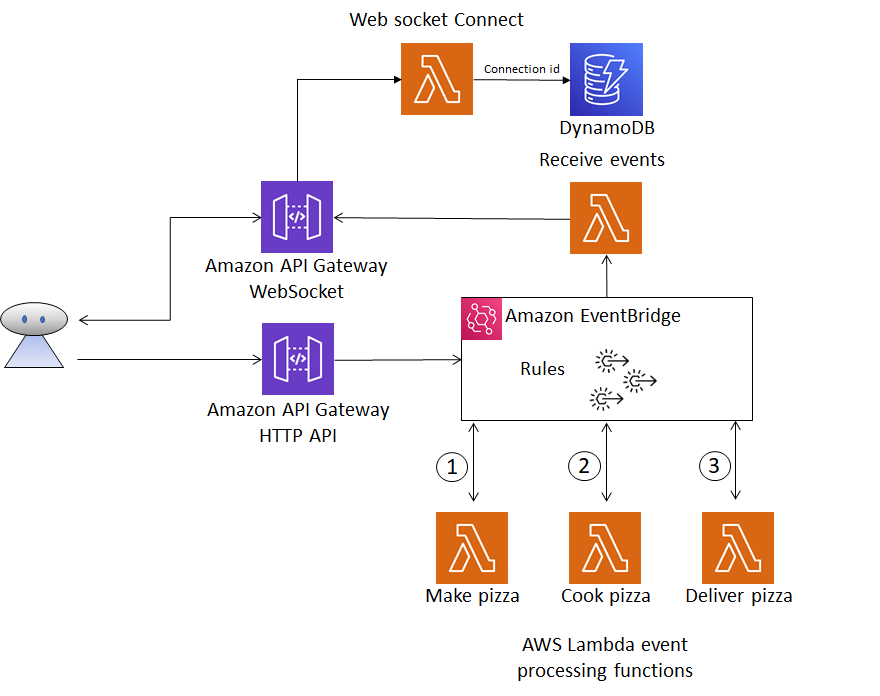 Web socket Connect
Connection id
DynamoDB
Receive events
Amazon API Gateway
WebSocket
Amazon EventBridge
Rules
Amazon API Gateway
HTTP API
1
2
3
Make pizza
Cook pizza
Deliver pizza
AWS Lambda event
processing functions